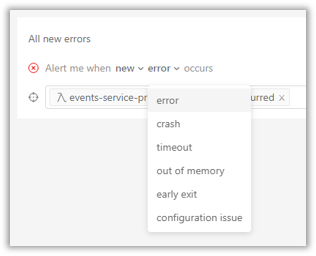 All new errors
Alert me when new error occurs
events-service-pr urred x
error
crash
timeout
out of memory
early exit
configuration issue